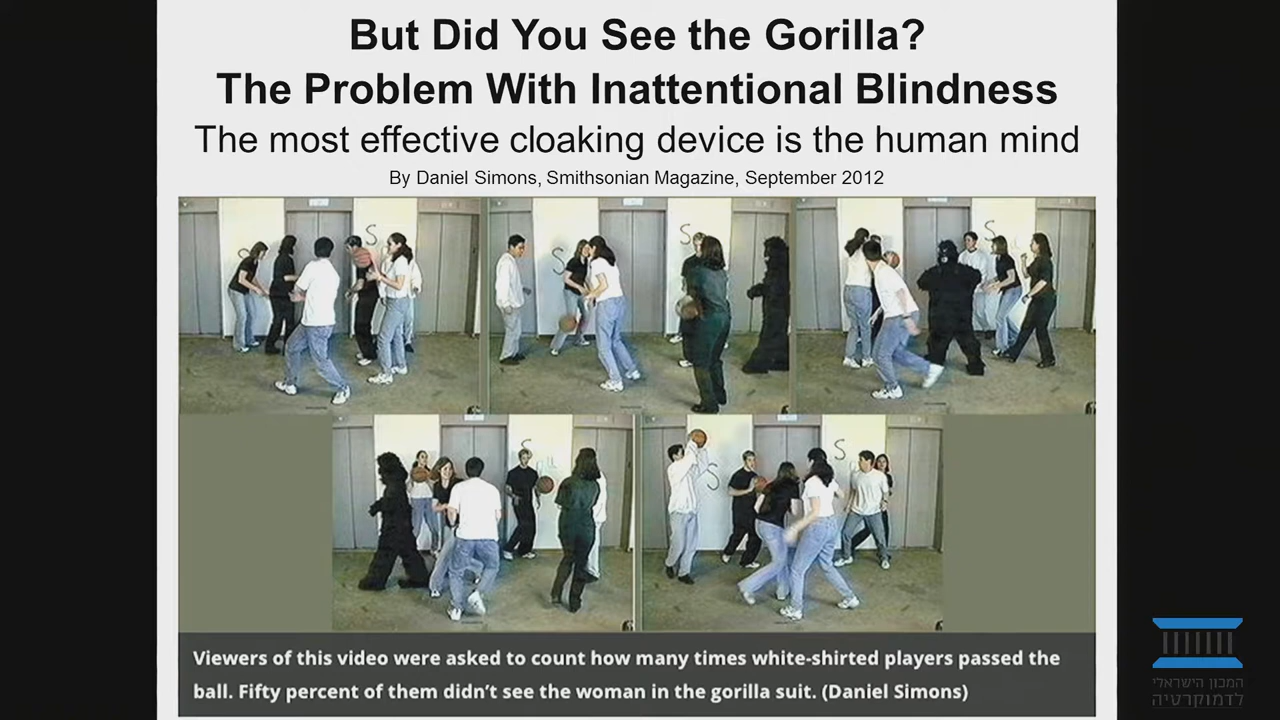 But Did You See the Gorilla?
The Problem With Inattentional Blindness
The most effective cloaking device is the human mind
By Daniel Simons, Smithsonian Magazine, September 2012
S
S
S
S
S
S
S
S
S
Viewers of this video were asked to count how many times white-shirted players passed the
ball. Fifty percent of them didn't see the woman in the gorilla suit. (Daniel Simons)
המכון הישראלי
לדמוקרטיה